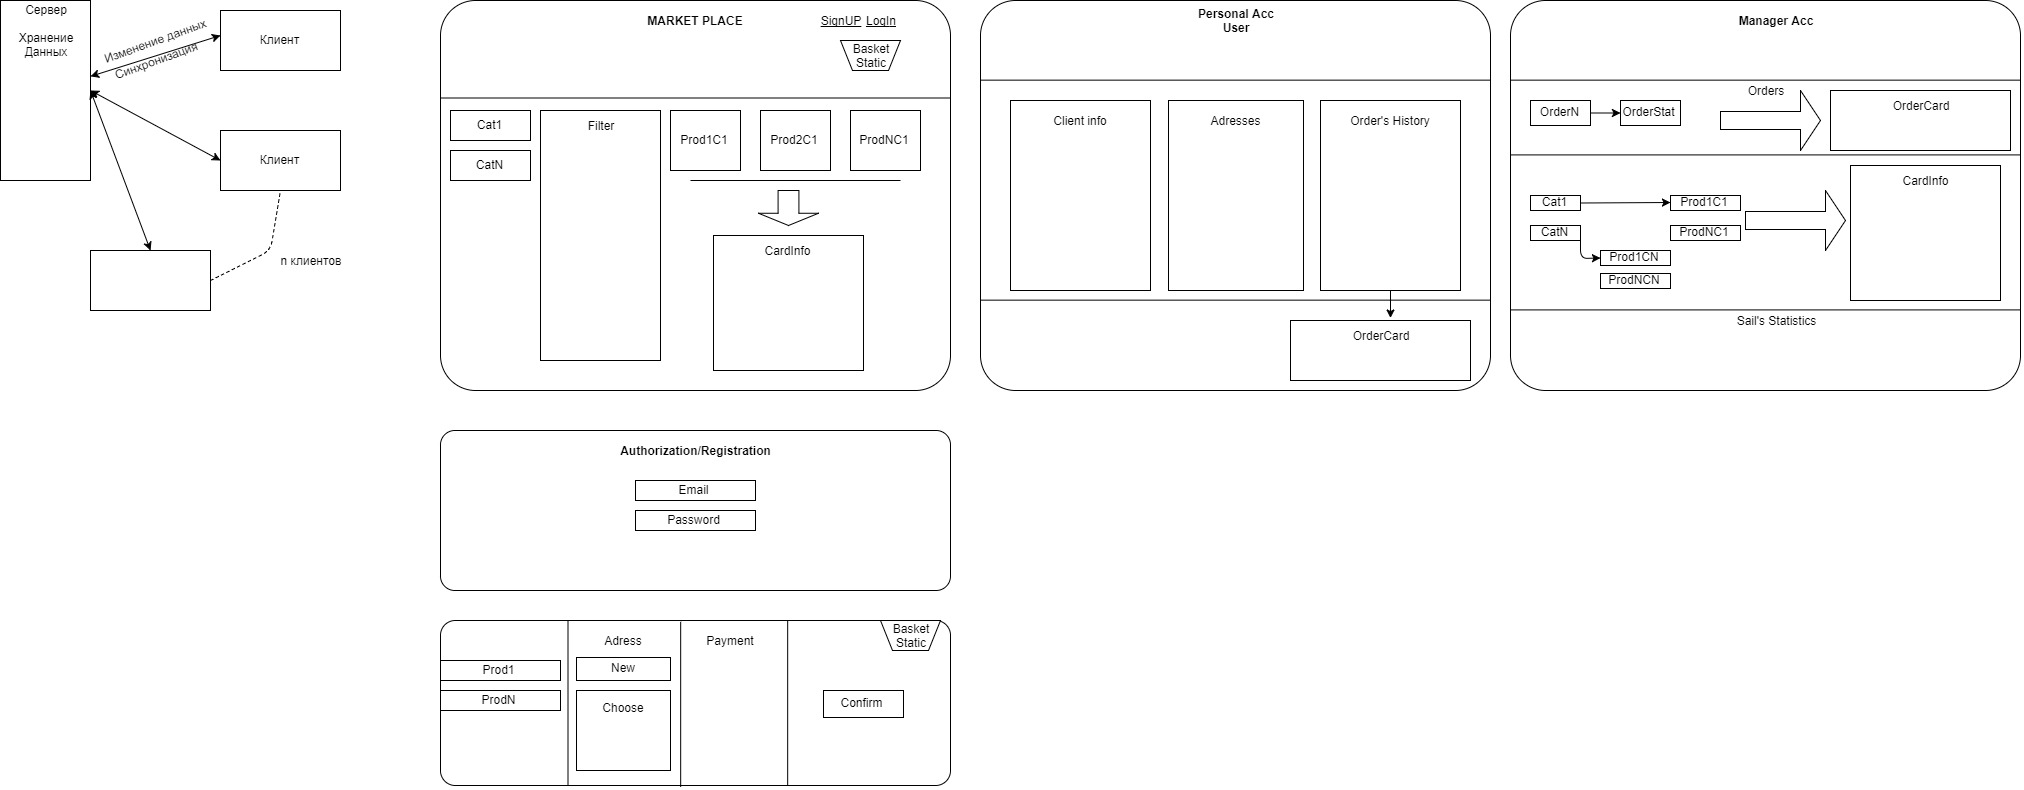 Сервер
Хранение
Данных
Изменение данных
Синхронизация
Клиент
Клиент
n клиентов
MARKET PLACE
SignUP LogIn
Basket
Static
Cat1
CatN
Filter
Prod1C1
Prod2C1
ProdNC1
CardInfo
Personal Acc
User
Client info
Adresses
Order's History
OrderCard
Manager Acc
OrderN
OrderStat
Orders
OrderCard
Cat1
Prod1C1
CatN
ProdNC1
Prod1CN
ProdNCN
CardInfo
Sail's Statistics
Authorization/Registration
Email
Password
Prod1
ProdN
Adress
New
Choose
Payment
Basket
Static
Confirm